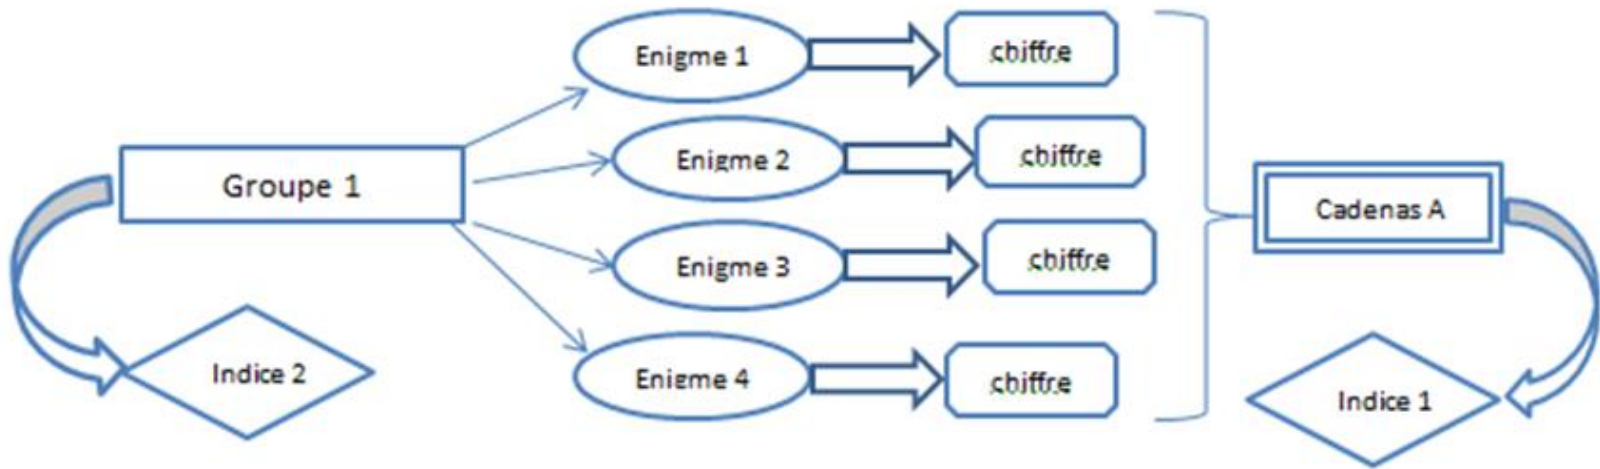 Enigme 1
chiffre
Enigme 2
chiffre
Groupe 1
Cadenas A
Enigme 3
chiffre
Indice 2
Enigme 4
chiffre
Indice 1